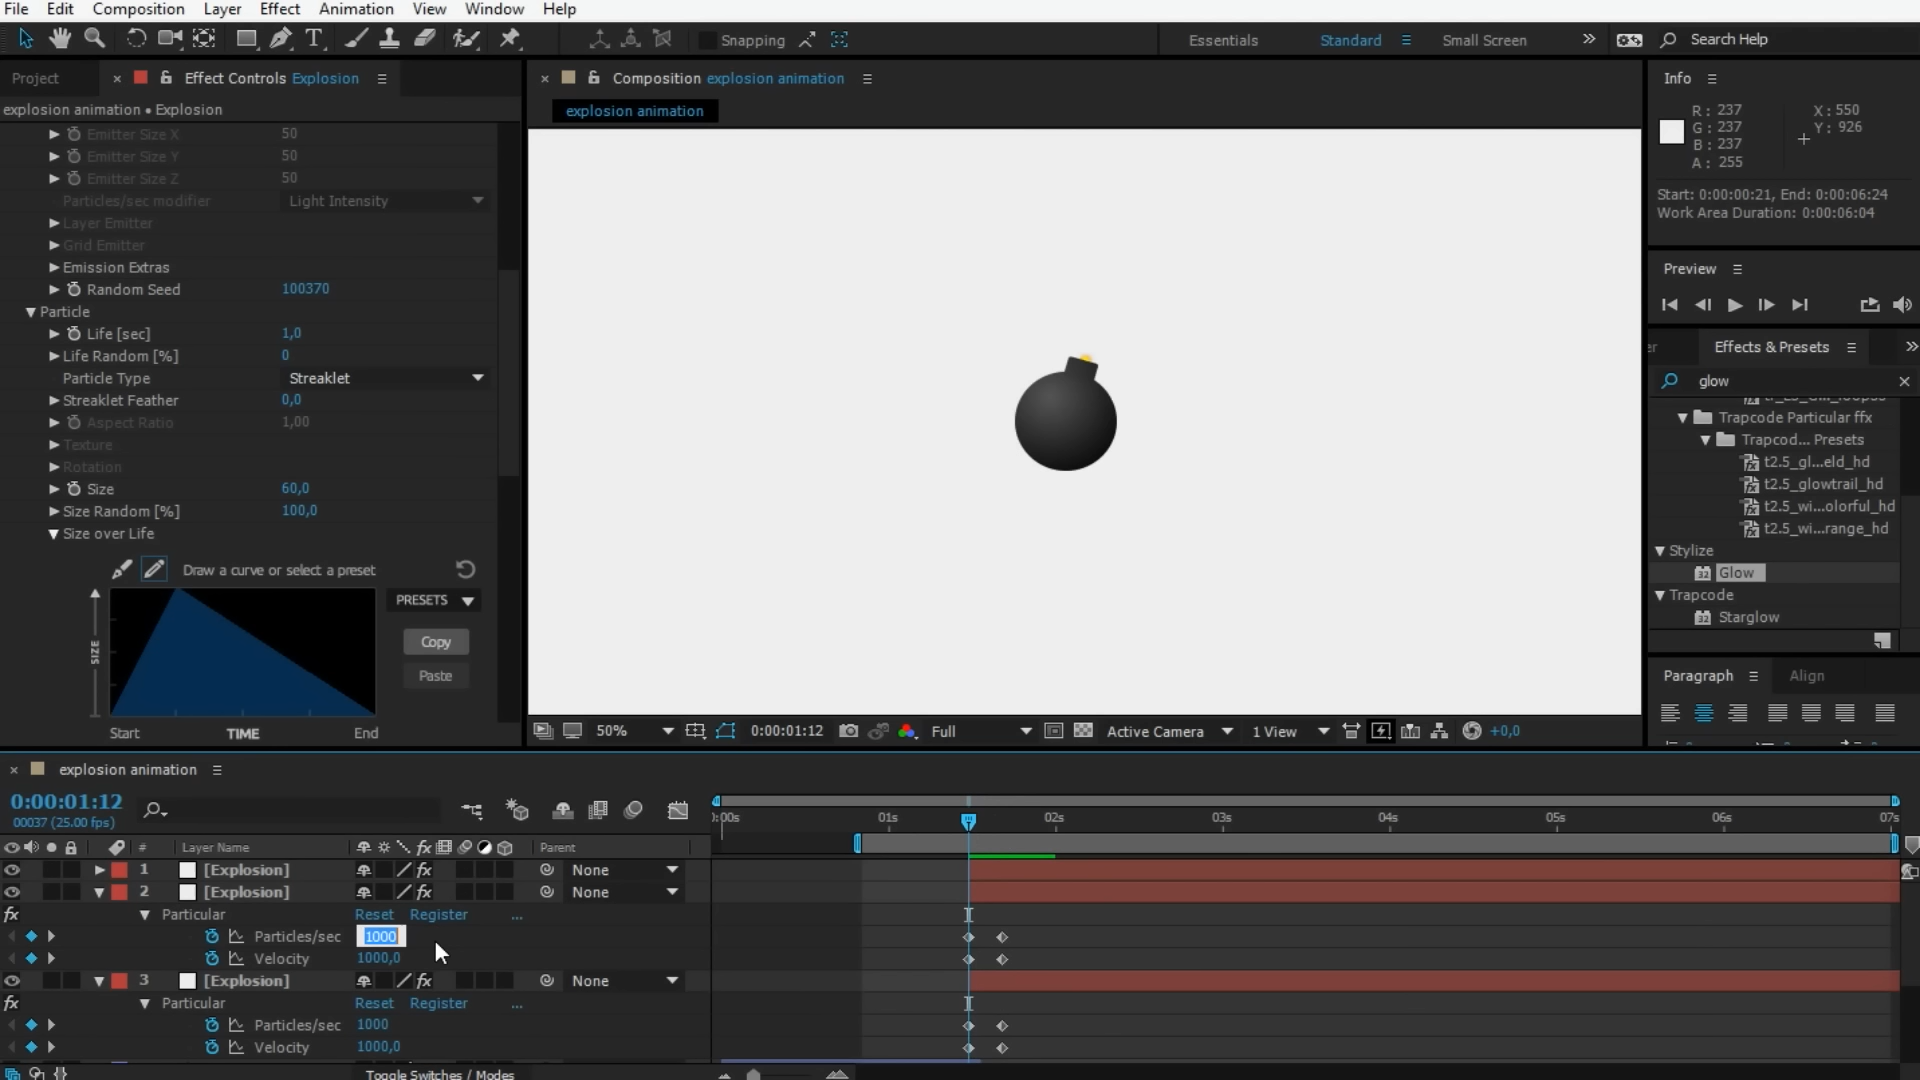 File Edit Composition Layer Effect Animation View Window Help
Snapping Essentials Standard Small Screen Search Help
Project Effect Controls Explosion
explosion animation • Explosion
Emitter Size X 50
Emitter Size Y 50
Emitter Size Z 50
Particles/sec modifier Light Intensity
Layer Emitter
Grid Emitter
Emission Extras
Random Seed 100370
Particle
Life [sec] 1,0
Life Random [%] 0
Particle Type Streaklet
Streaklet Feather 0,0
Aspect Ratio 1,00
Texture
Rotation
Size 60,0
Size Random [%] 100,0
Size over Life
Draw a curve or select a preset
PRESETS
Copy
Paste
SIZE
Start TIME End
Composition explosion animation
explosion animation
50% 0:00:01:12 Full Active Camera 1 View +0,0
Info
R: 237 X: 550
G: 237 Y: 926
B: 237
A: 255
Start: 0:00:00:21, End: 0:00:06:24
Work Area Duration: 0:00:06:04
Preview
Effects & Presets
glow
Trapcode Particular ffx
Trapcod... Presets
t2.5_gl...eld_hd
t2.5_glowtrail_hd
t2.5_wi...olorful_hd
t2.5_wi...range_hd
Stylize
32 Glow
Trapcode
32 Starglow
Paragraph Align
explosion animation
0:00:01:12
00037 (25.00 fps)
:00s 01s 02s 03s 04s 05s 06s 07s
# Layer Name fx Parent
1 [Explosion] fx None
2 [Explosion] fx None
fx Particular Reset Register ...
Particles/sec 1000
Velocity 1000,0
3 [Explosion] fx None
fx Particular Reset Register ...
Particles/sec 1000
Velocity 1000,0
Toggle Switches / Modes